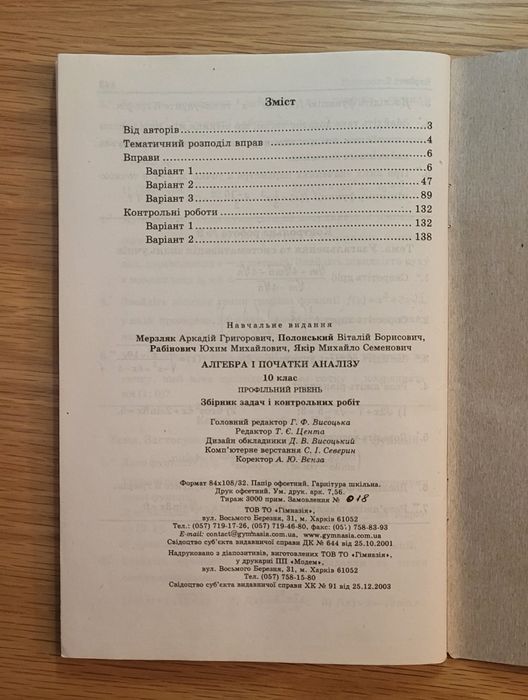 Зміст
Від авторів 3
Тематичний розподіл вправ 4
Вправи 6
Варіант 1 6
Варіант 2 47
Варіант 3 89
Контрольні роботи 132
Варіант 1 132
Варіант 2 138
Навчальне видання
Мерзляк Аркадій Григорович, Полонський Віталій Борисович,
Рабінович Юхим Михайлович, Якір Михайло Семенович
АЛГЕБРА І ПОЧАТКИ АНАЛІЗУ
10 клас
ПРОФІЛЬНИЙ РІВЕНЬ
Збірник задач і контрольних робіт
Головний редактор Г. Ф. Висоцька
Редактор Т. Є. Цента
Дизайн обкладинки Д. В. Висоцький
Комп'ютерне верстання С. І. Северин
Коректор А. Ю. Вєнза
Формат 84x108/32. Папір офсетний. Гарнітура шкільна.
Друк офсетний. Ум. друк. арк. 7,56.
Тираж 3000 прим. Замовлення № 018
ТОВ ТО «Гімназія»,
вул. Восьмого Березня, 31, м. Харків 61052
Тел.: (057) 719-17-26, (057) 719-46-80, факс: (057) 758-83-93
E-mail: contact@gymnasia.com.ua, www.gymnasia.com.ua
Свідоцтво суб'єкта видавничої справи ДК № 644 від 25.10.2001
Надруковано з діапозитивів, виготовлених ТОВ ТО «Гімназія»,
у друкарні ПП «Модем»,
вул. Восьмого Березня, 31, м. Харків 61052
Тел. (057) 758-15-80
Свідоцтво суб'єкта видавничої справи ХК № 91 від 25.12.2003